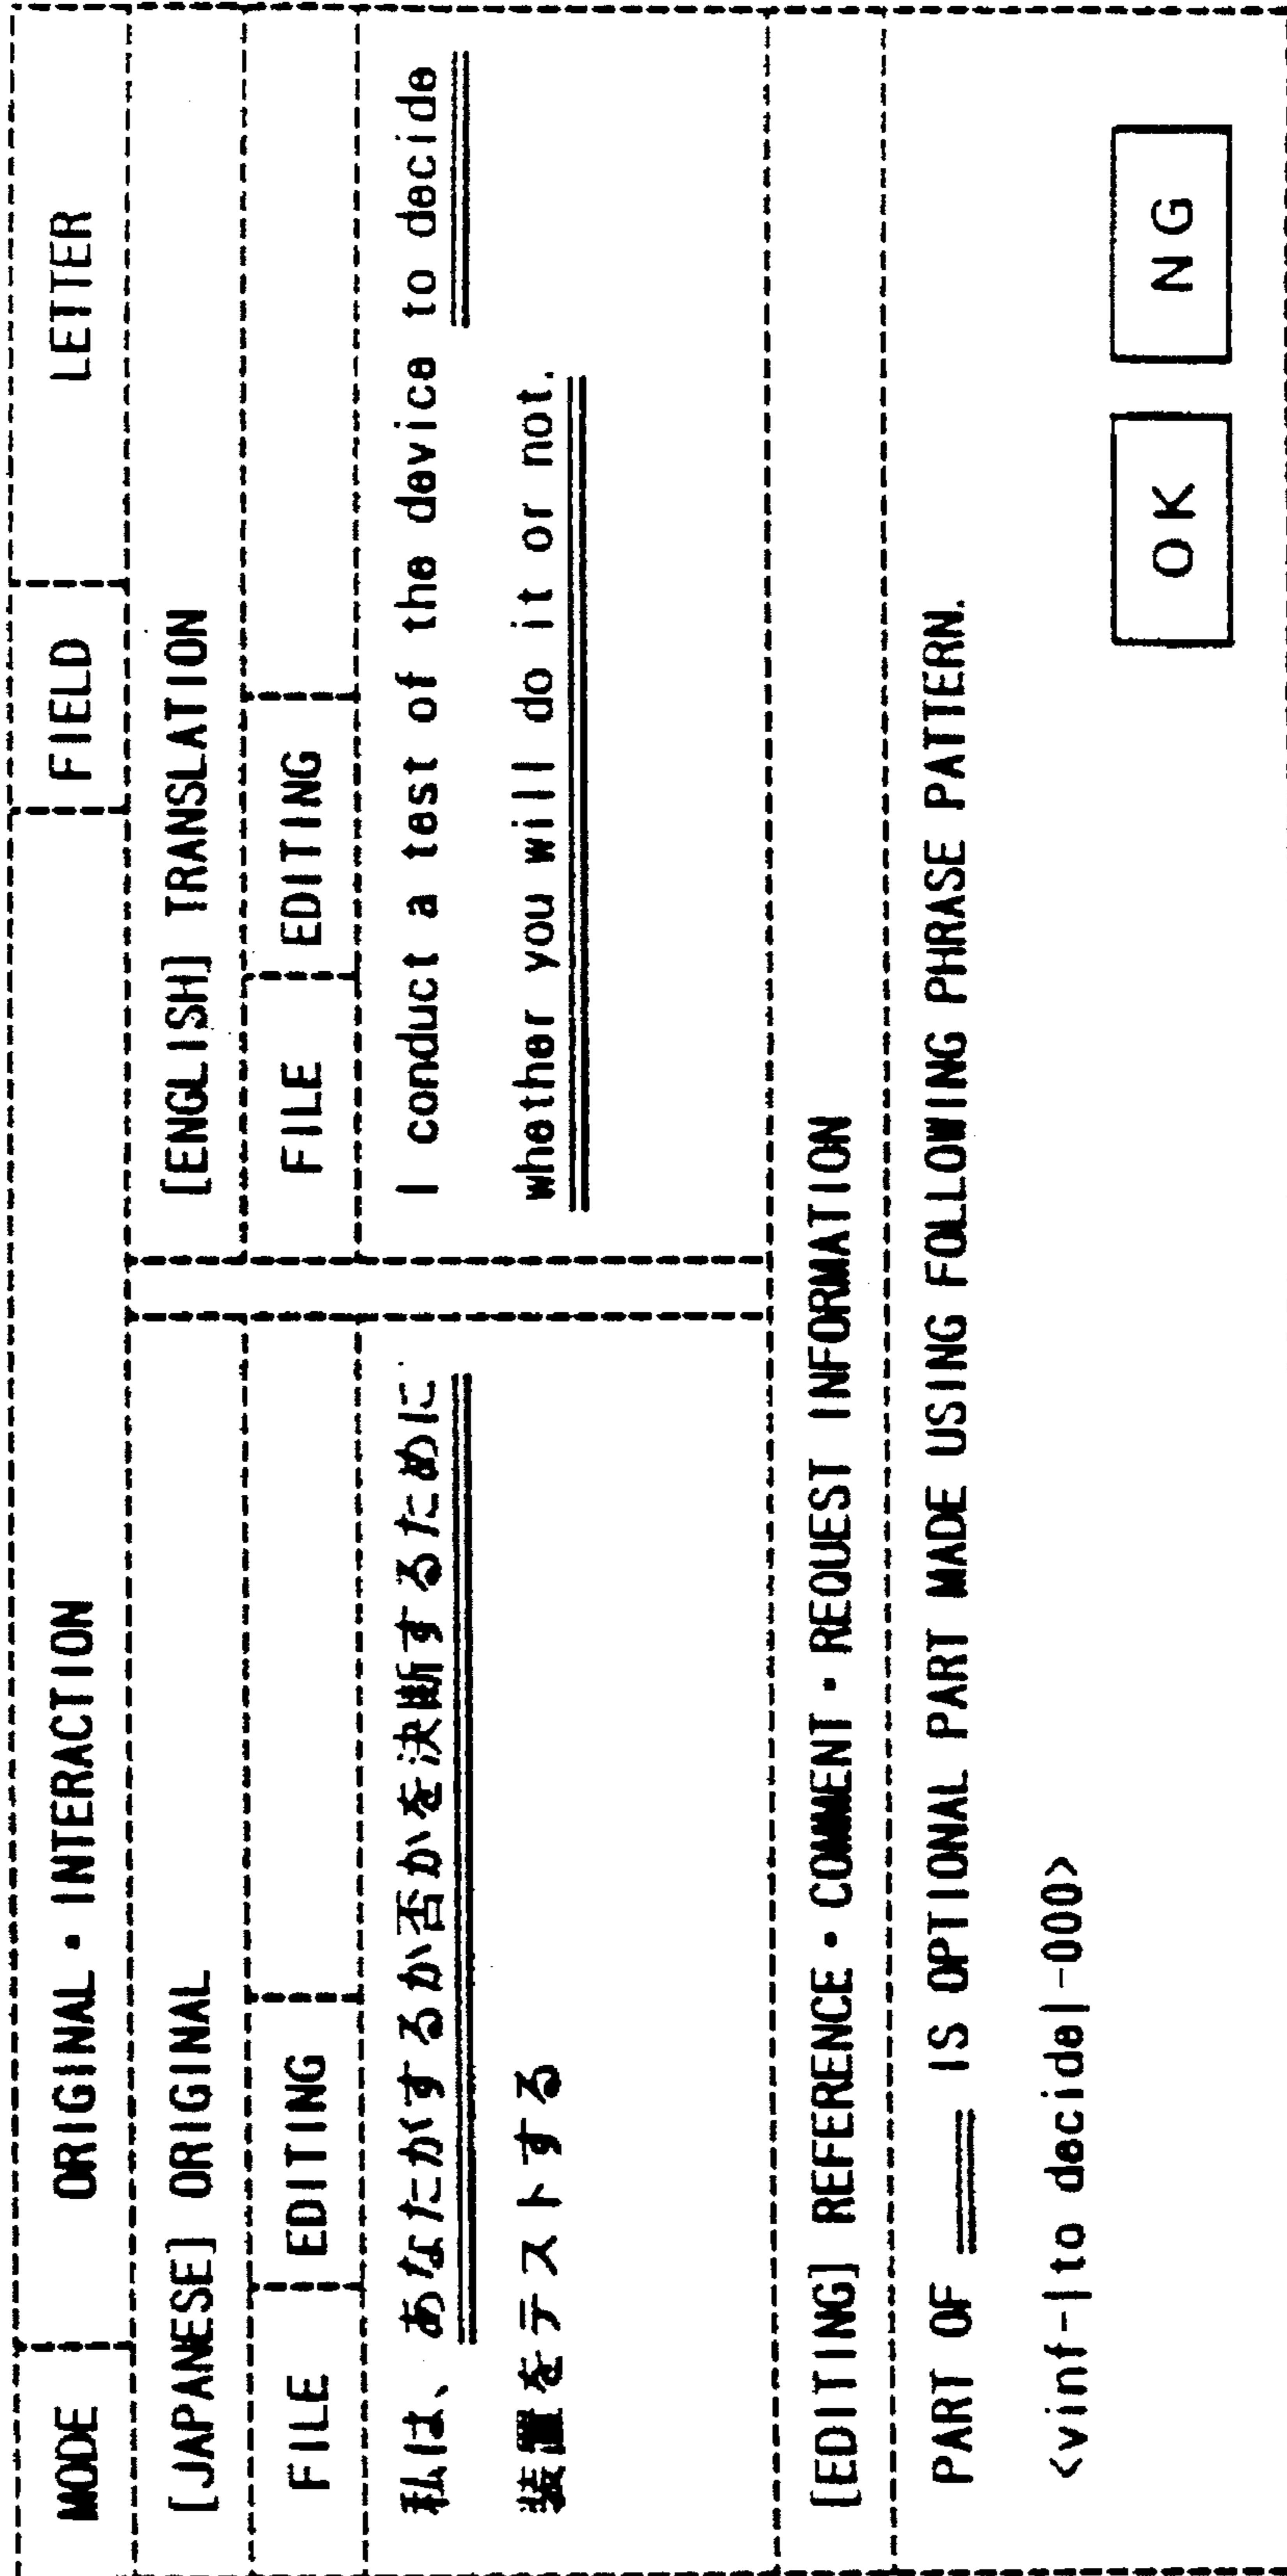 MODE ORIGINAL・INTERACTION FIELD LETTER
[JAPANESE] ORIGINAL
FILE EDITING
私は、あなたがするか否かを決断するために
装置をテストする
[ENGLISH] TRANSLATION
FILE EDITING
I conduct a test of the device to decide
whether you will do it or not.
[EDITING] REFERENCE・COMMENT・REQUEST INFORMATION
PART OF ═══ IS OPTIONAL PART MADE USING FOLLOWING PHRASE PATTERN.
<vinf-|to decide|-000>
OK NG